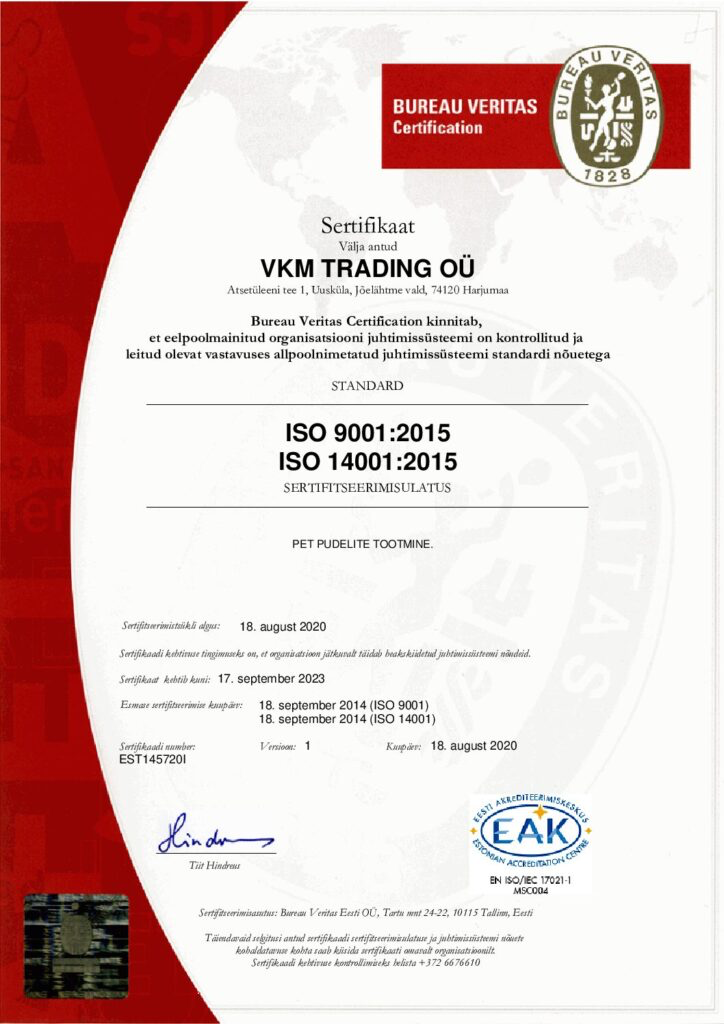 BUREAU VERITAS
Certification
BUREAU VERITAS
1828
Sertifikaat
Välja antud
VKM TRADING OÜ
Atsetüleeni tee 1, Uusküla, Jõelähtme vald, 74120 Harjumaa
Bureau Veritas Certification kinnitab,
et eelpoolmainitud organisatsiooni juhtimissüsteemi on kontrollitud ja
leitud olevat vastavuses allpoolnimetatud juhtimissüsteemi standardi nõuetega
STANDARD
ISO 9001:2015
ISO 14001:2015
SERTIFITSEERIMISULATUS
PET PUDELITE TOOTMINE.
Sertifitseerimistsükli algus: 18. august 2020
Sertifikaadi kehtivuse tingimuseks on, et organisatsioon jätkuvalt täidab heakskiidetud juhtimissüsteemi nõudeid.
Sertifikaat kehtib kuni: 17. september 2023
Esmase sertifitseerimise kuupäev: 18. september 2014 (ISO 9001)
18. september 2014 (ISO 14001)
Sertifikaadi number: Versioon: 1 Kuupäev: 18. august 2020
EST145720I
Tiit Hindreus
EESTI AKREDITEERIMISKESKUS
EAK
ESTONIAN ACCREDITATION CENTRE
EN ISO/IEC 17021-1
MSC004
Sertifitseerimisasutus: Bureau Veritas Eesti OÜ, Tartu mnt 24-22, 10115 Tallinn, Eesti
Täiendavaid selgitusi antud sertifikaadi sertifitseerimisulatuse ja juhtimissüsteemi nõuete
kohaldatavuse kohta saab küsida sertifikaati omavalt organisatsioonilt.
Sertifikaadi kehtivuse kontrollimiseks helista +372 6676610